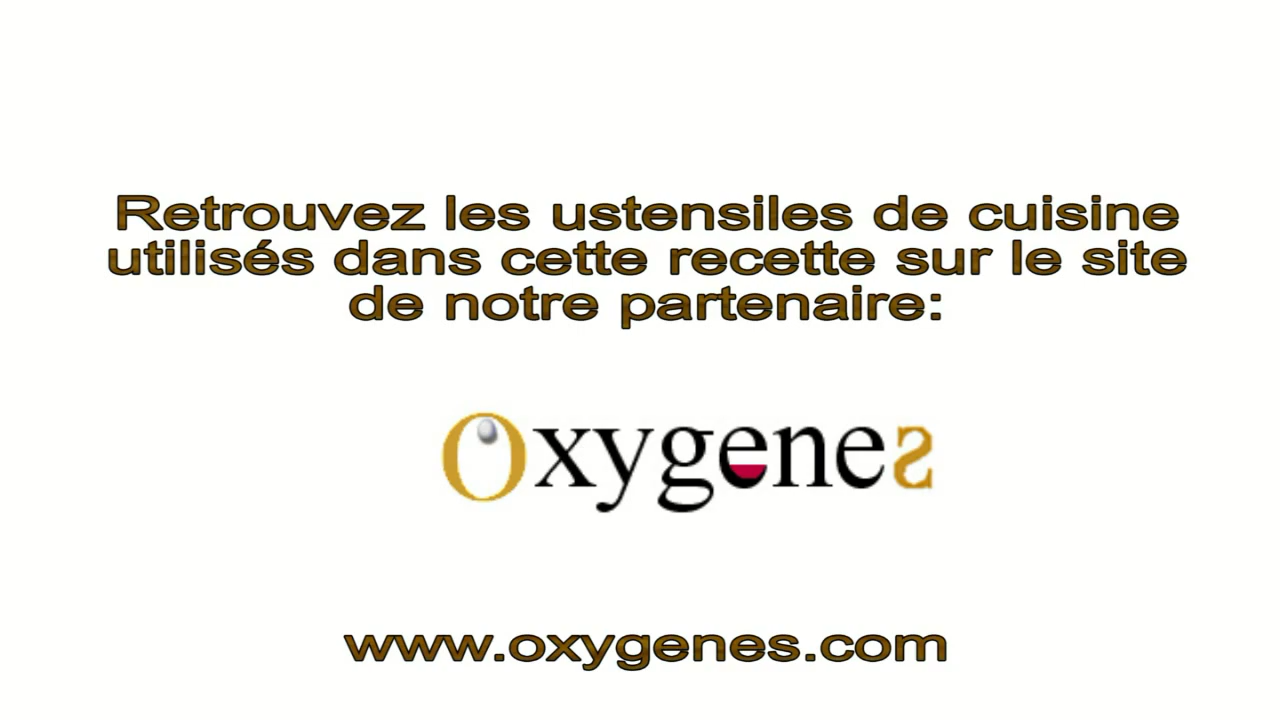 Retrouvez les ustensiles de cuisine
utilisés dans cette recette sur le site
de notre partenaire:
Oxygenes
www.oxygenes.com